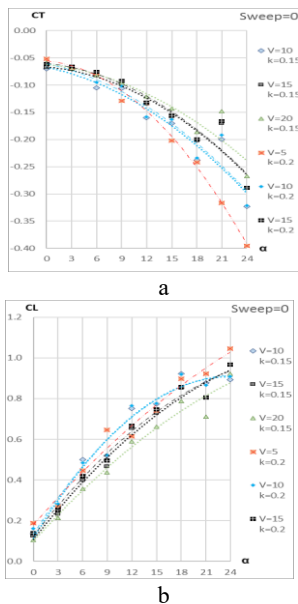 CT
Sweep=0
0.00
-0.05
-0.10
-0.15
-0.20
-0.25
-0.30
-0.35
-0.40
0 3 6 9 12 15 18 21 24
α
V=10
k=0.15
V=15
k=0.15
V=20
k=0.15
V=5
k=0.2
V=10
k=0.2
V=15
k=0.2
a
CL
Sweep=0
1.2
1.0
0.8
0.6
0.4
0.2
0.0
0 3 6 9 12 15 18 21 24
α
V=10
k=0.15
V=15
k=0.15
V=20
k=0.15
V=5
k=0.2
V=10
k=0.2
V=15
k=0.2
b